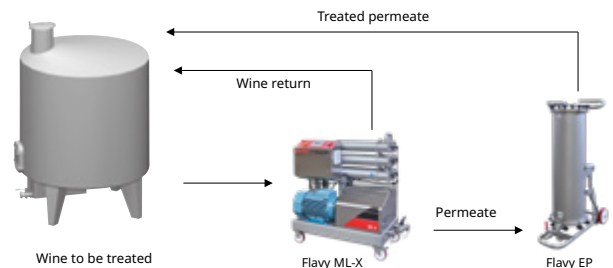 Treated permeate
Wine return
Permeate
Wine to be treated
Flavy ML-X
Flavy EP